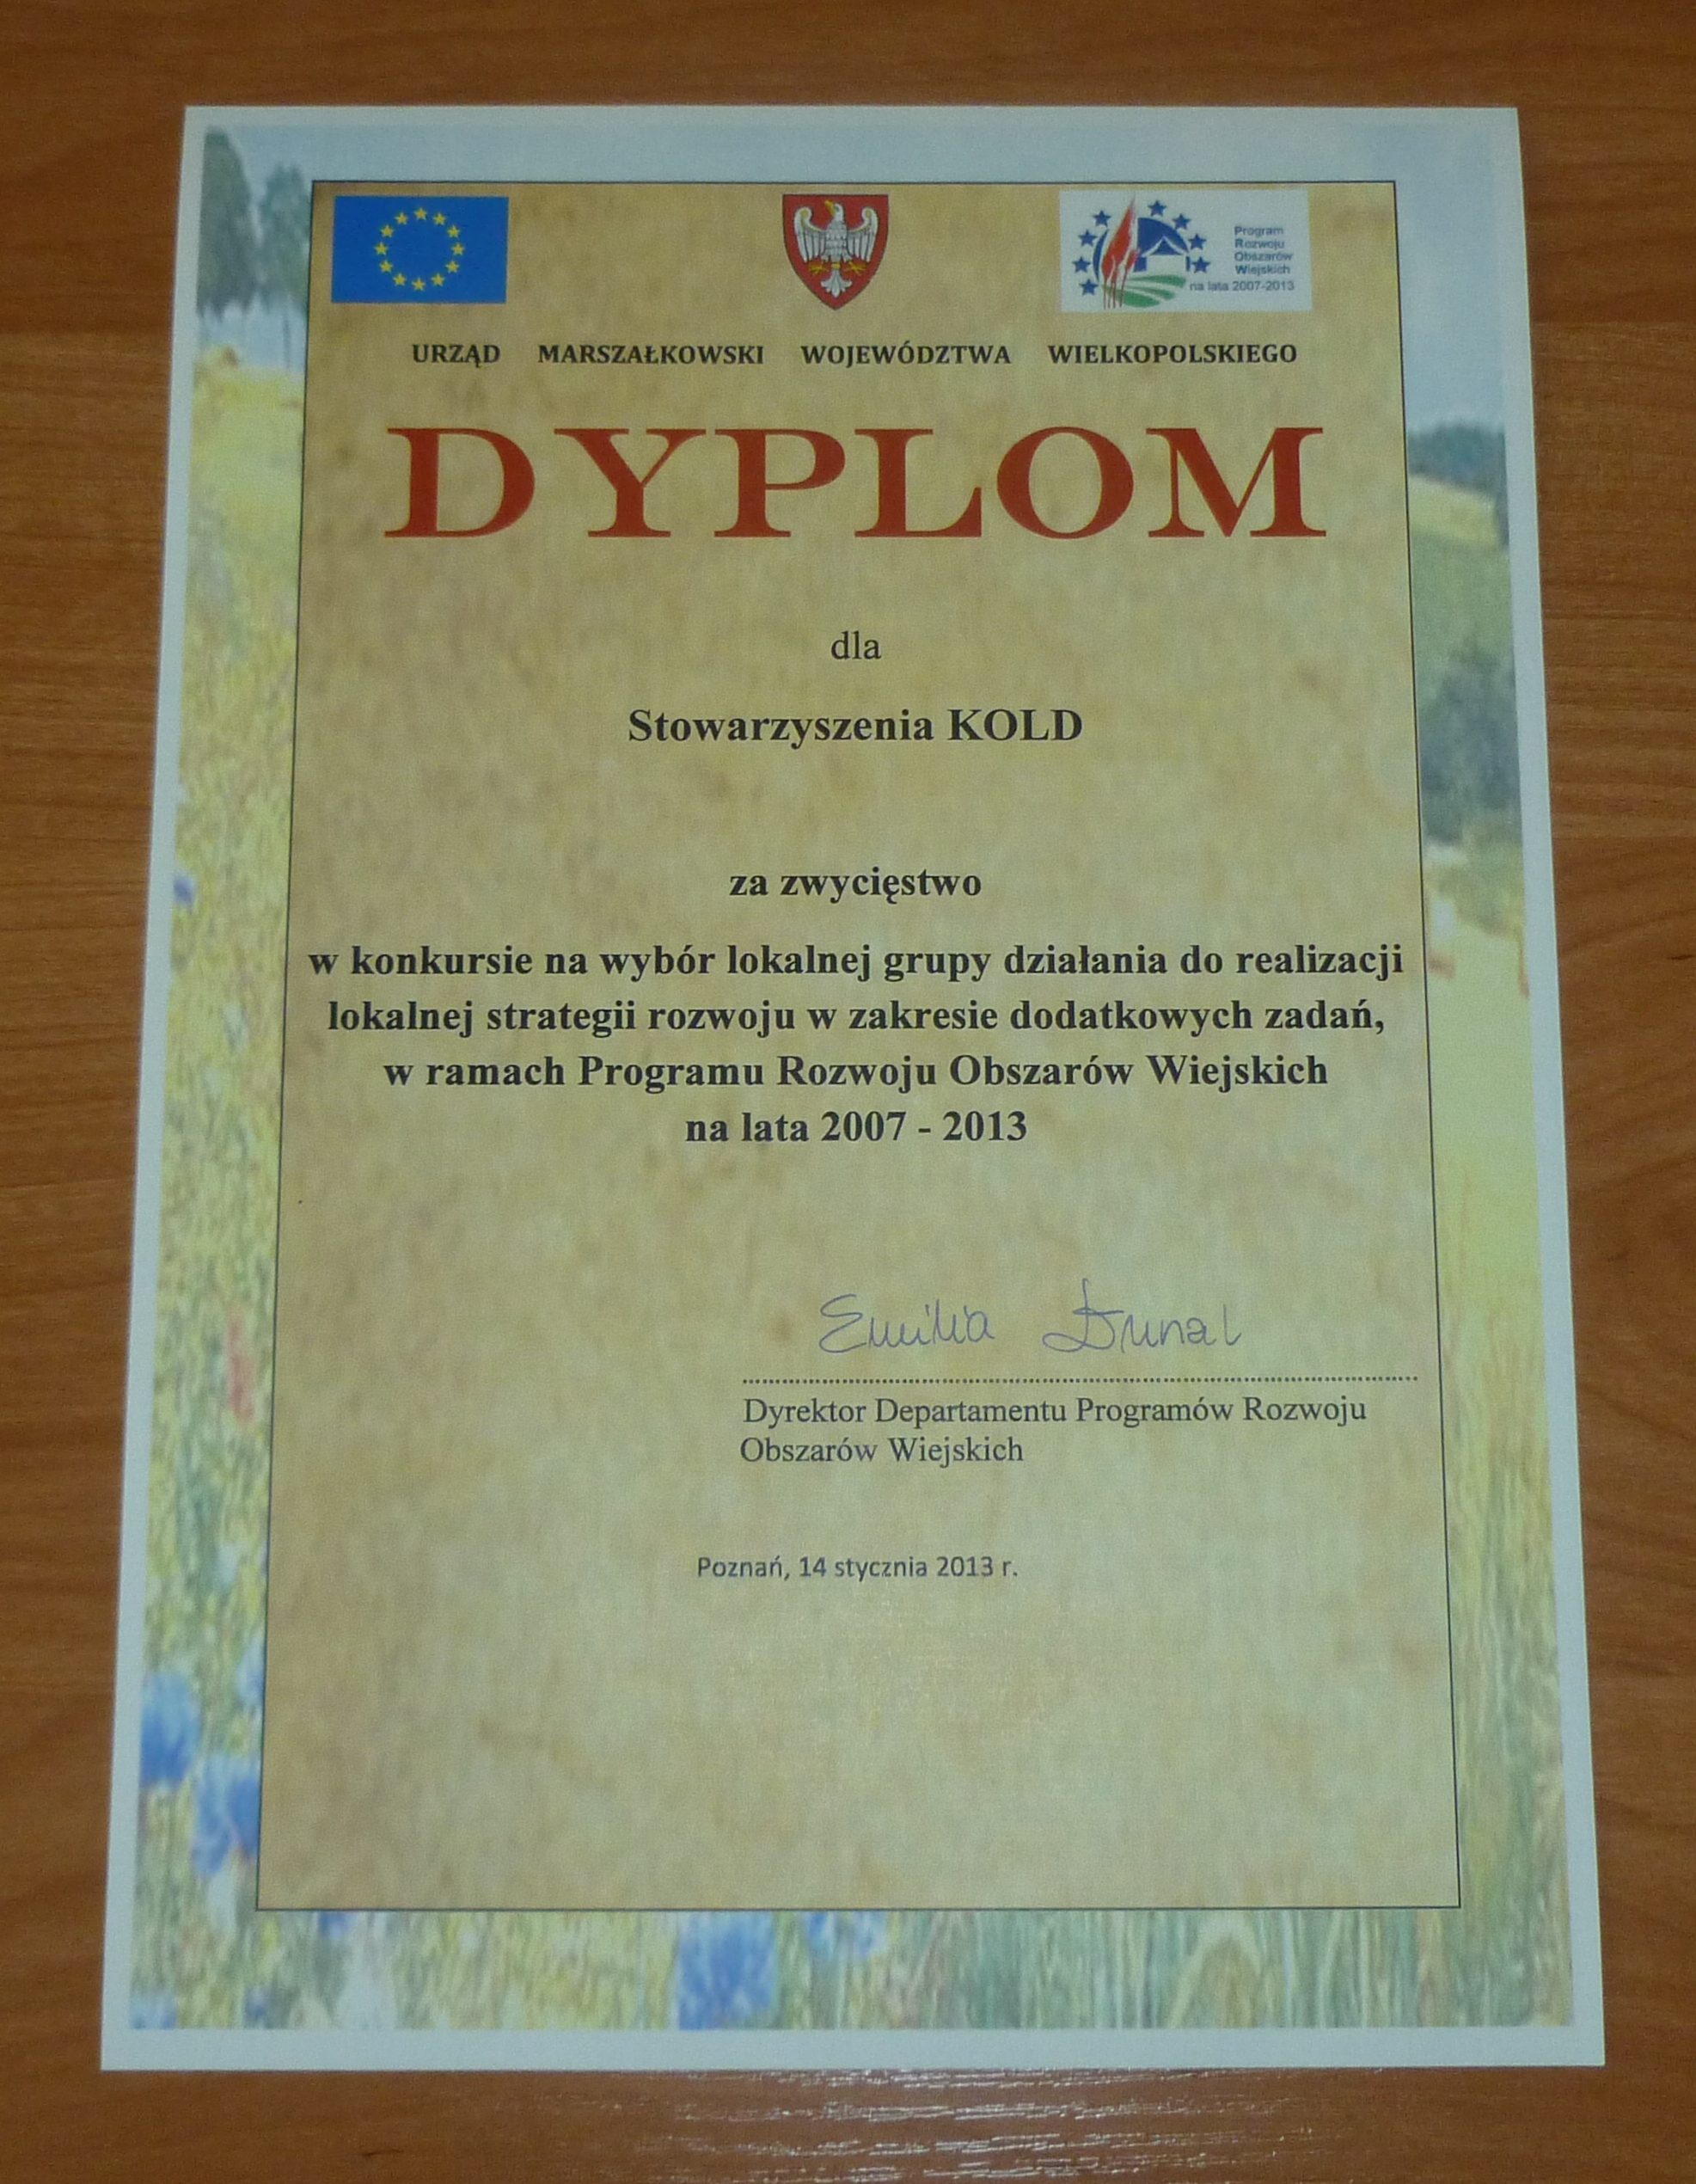 Program
Rozwoju
Obszarów
Wiejskich
na lata 2007-2013
URZĄD MARSZAŁKOWSKI WOJEWÓDZTWA WIELKOPOLSKIEGO
DYPLOM
dla
Stowarzyszenia KOLD
za zwycięstwo
w konkursie na wybór lokalnej grupy działania do realizacji
lokalnej strategii rozwoju w zakresie dodatkowych zadań,
w ramach Programu Rozwoju Obszarów Wiejskich
na lata 2007 - 2013
Emilia Dunal
Dyrektor Departamentu Programów Rozwoju
Obszarów Wiejskich
Poznań, 14 stycznia 2013 r.